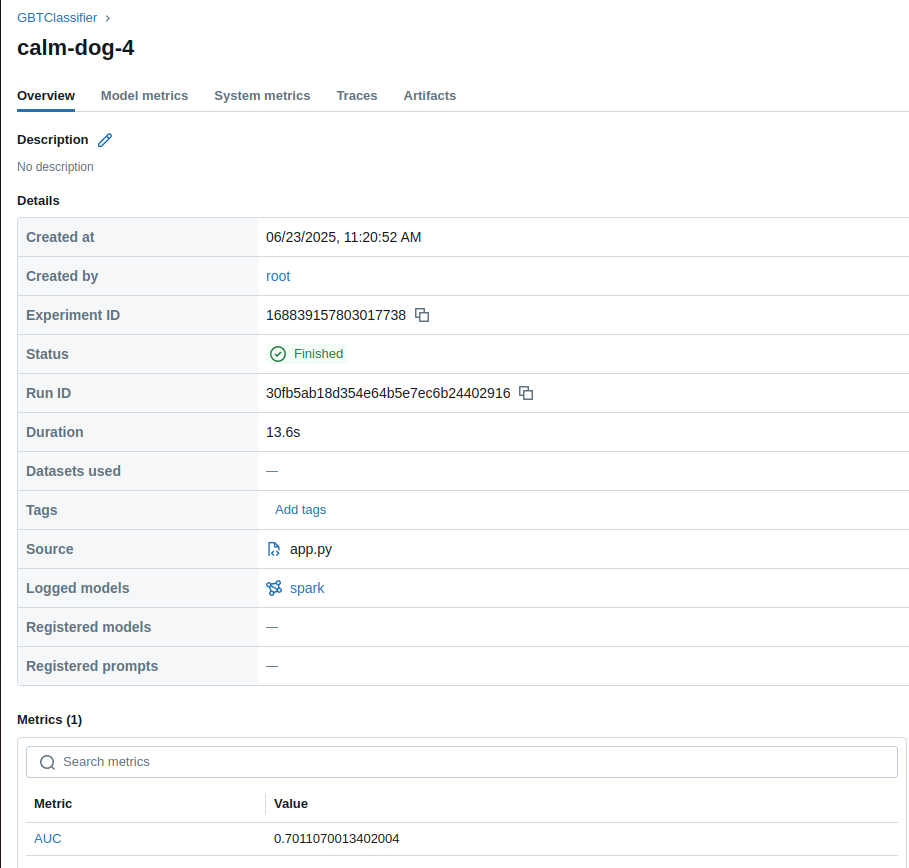 GBTClassifier ›
calm-dog-4
Overview Model metrics System metrics Traces Artifacts
Description
No description
Details
Created at 06/23/2025, 11:20:52 AM
Created by root
Experiment ID 168839157803017738
Status Finished
Run ID 30fb5ab18d354e64b5e7ec6b24402916
Duration 13.6s
Datasets used —
Tags Add tags
Source app.py
Logged models spark
Registered models —
Registered prompts —
Metrics (1)
Search metrics
Metric Value
AUC 0.7011070013402004